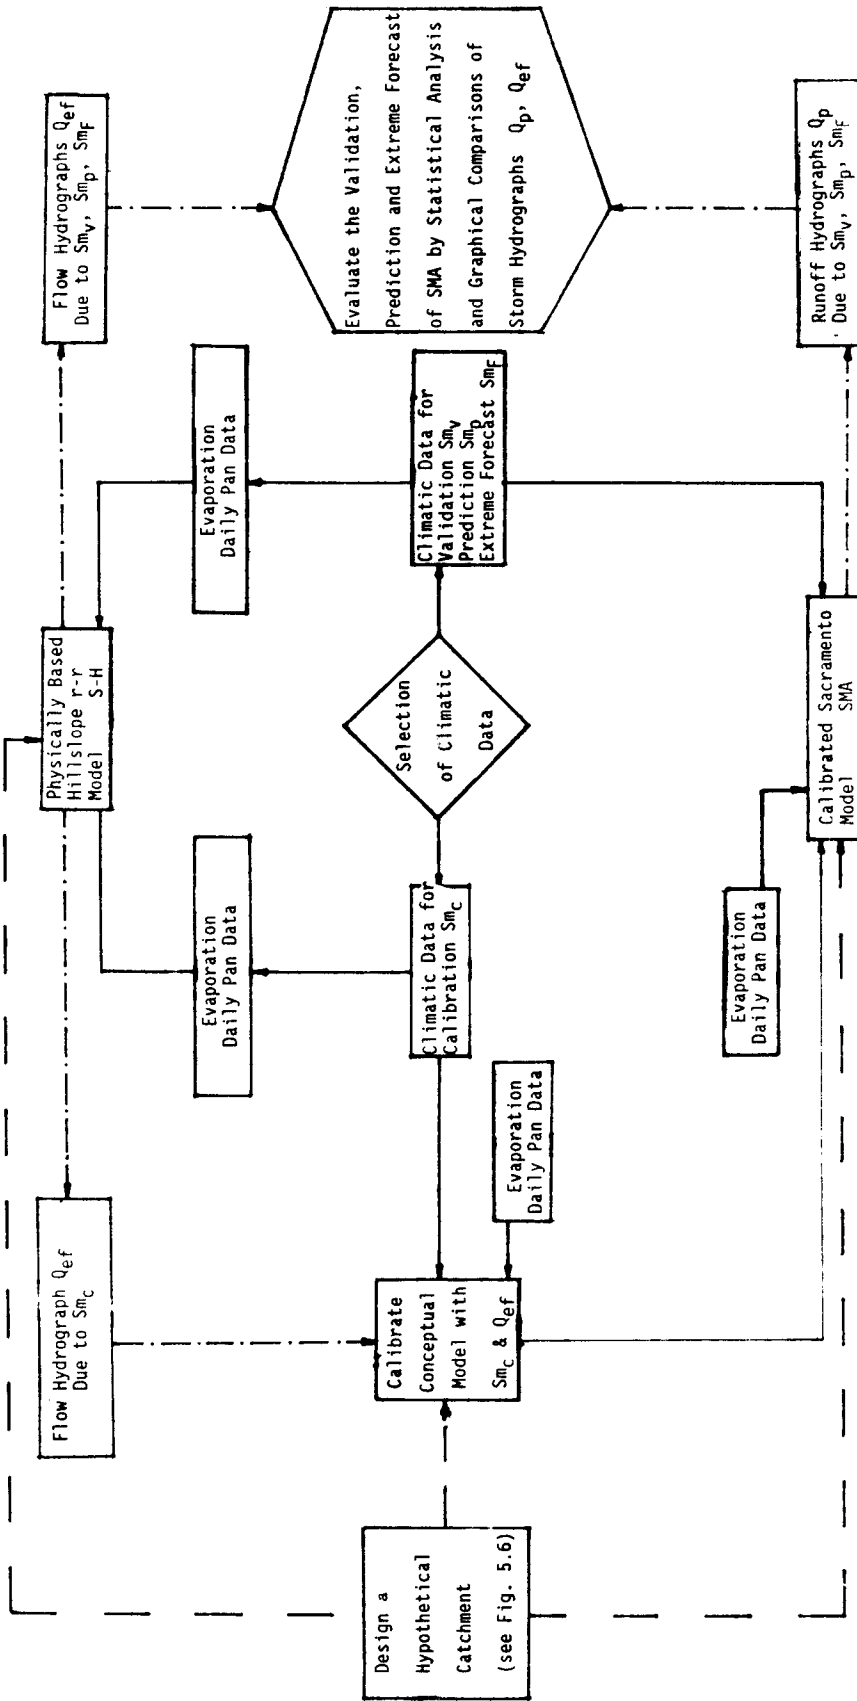 Flow Hydrograph Q_ef
Due to Sm_c
Physically Based
Hillslope r-r
Model S-H
Flow Hydrographs Q_ef
Due to Sm_v, Sm_p, Sm_F
Evaporation
Daily Pan Data
Evaporation
Daily Pan Data
Design a
Hypothetical
Catchment
(see Fig. 5.6)
Calibrate
Conceptual
Model with
Sm_c & Q_ef
Climatic Data for
Calibration Sm_c
Selection
of Climatic
Data
Climatic Data for
Validation Sm_v
Prediction Sm_p
Extreme Forecast Sm_F
Evaluate the Validation,
Prediction and Extreme Forecast
of SMA by Statistical Analysis
and Graphical Comparisons of
Storm Hydrographs Q_p, Q_ef
Evaporation
Daily Pan Data
Evaporation
Daily Pan Data
Calibrated Sacramento
Model SMA
Runoff Hydrographs Q_p
Due to Sm_v, Sm_p, Sm_F